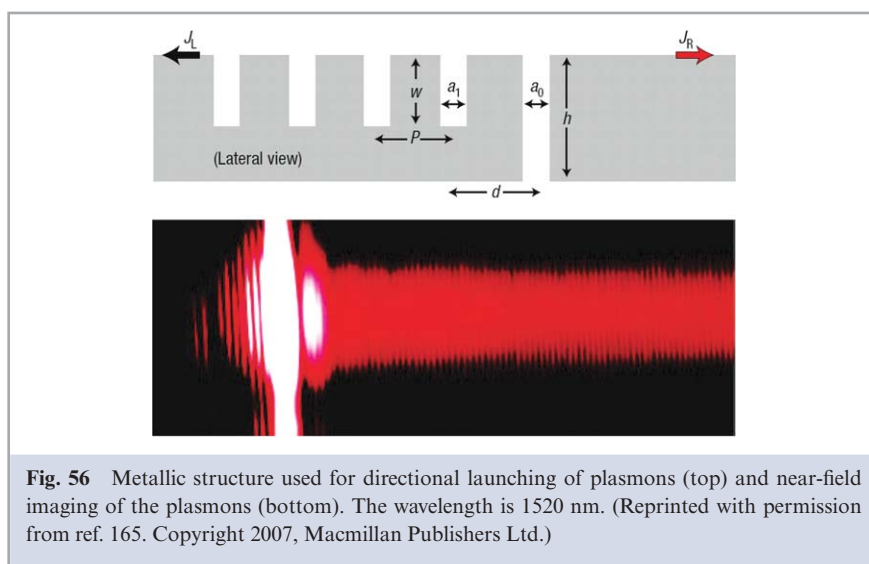 J_L J_R
w a_1 a_0 h
P
(Lateral view)
d
Fig. 56 Metallic structure used for directional launching of plasmons (top) and near-field
imaging of the plasmons (bottom). The wavelength is 1520 nm. (Reprinted with permission
from ref. 165. Copyright 2007, Macmillan Publishers Ltd.)